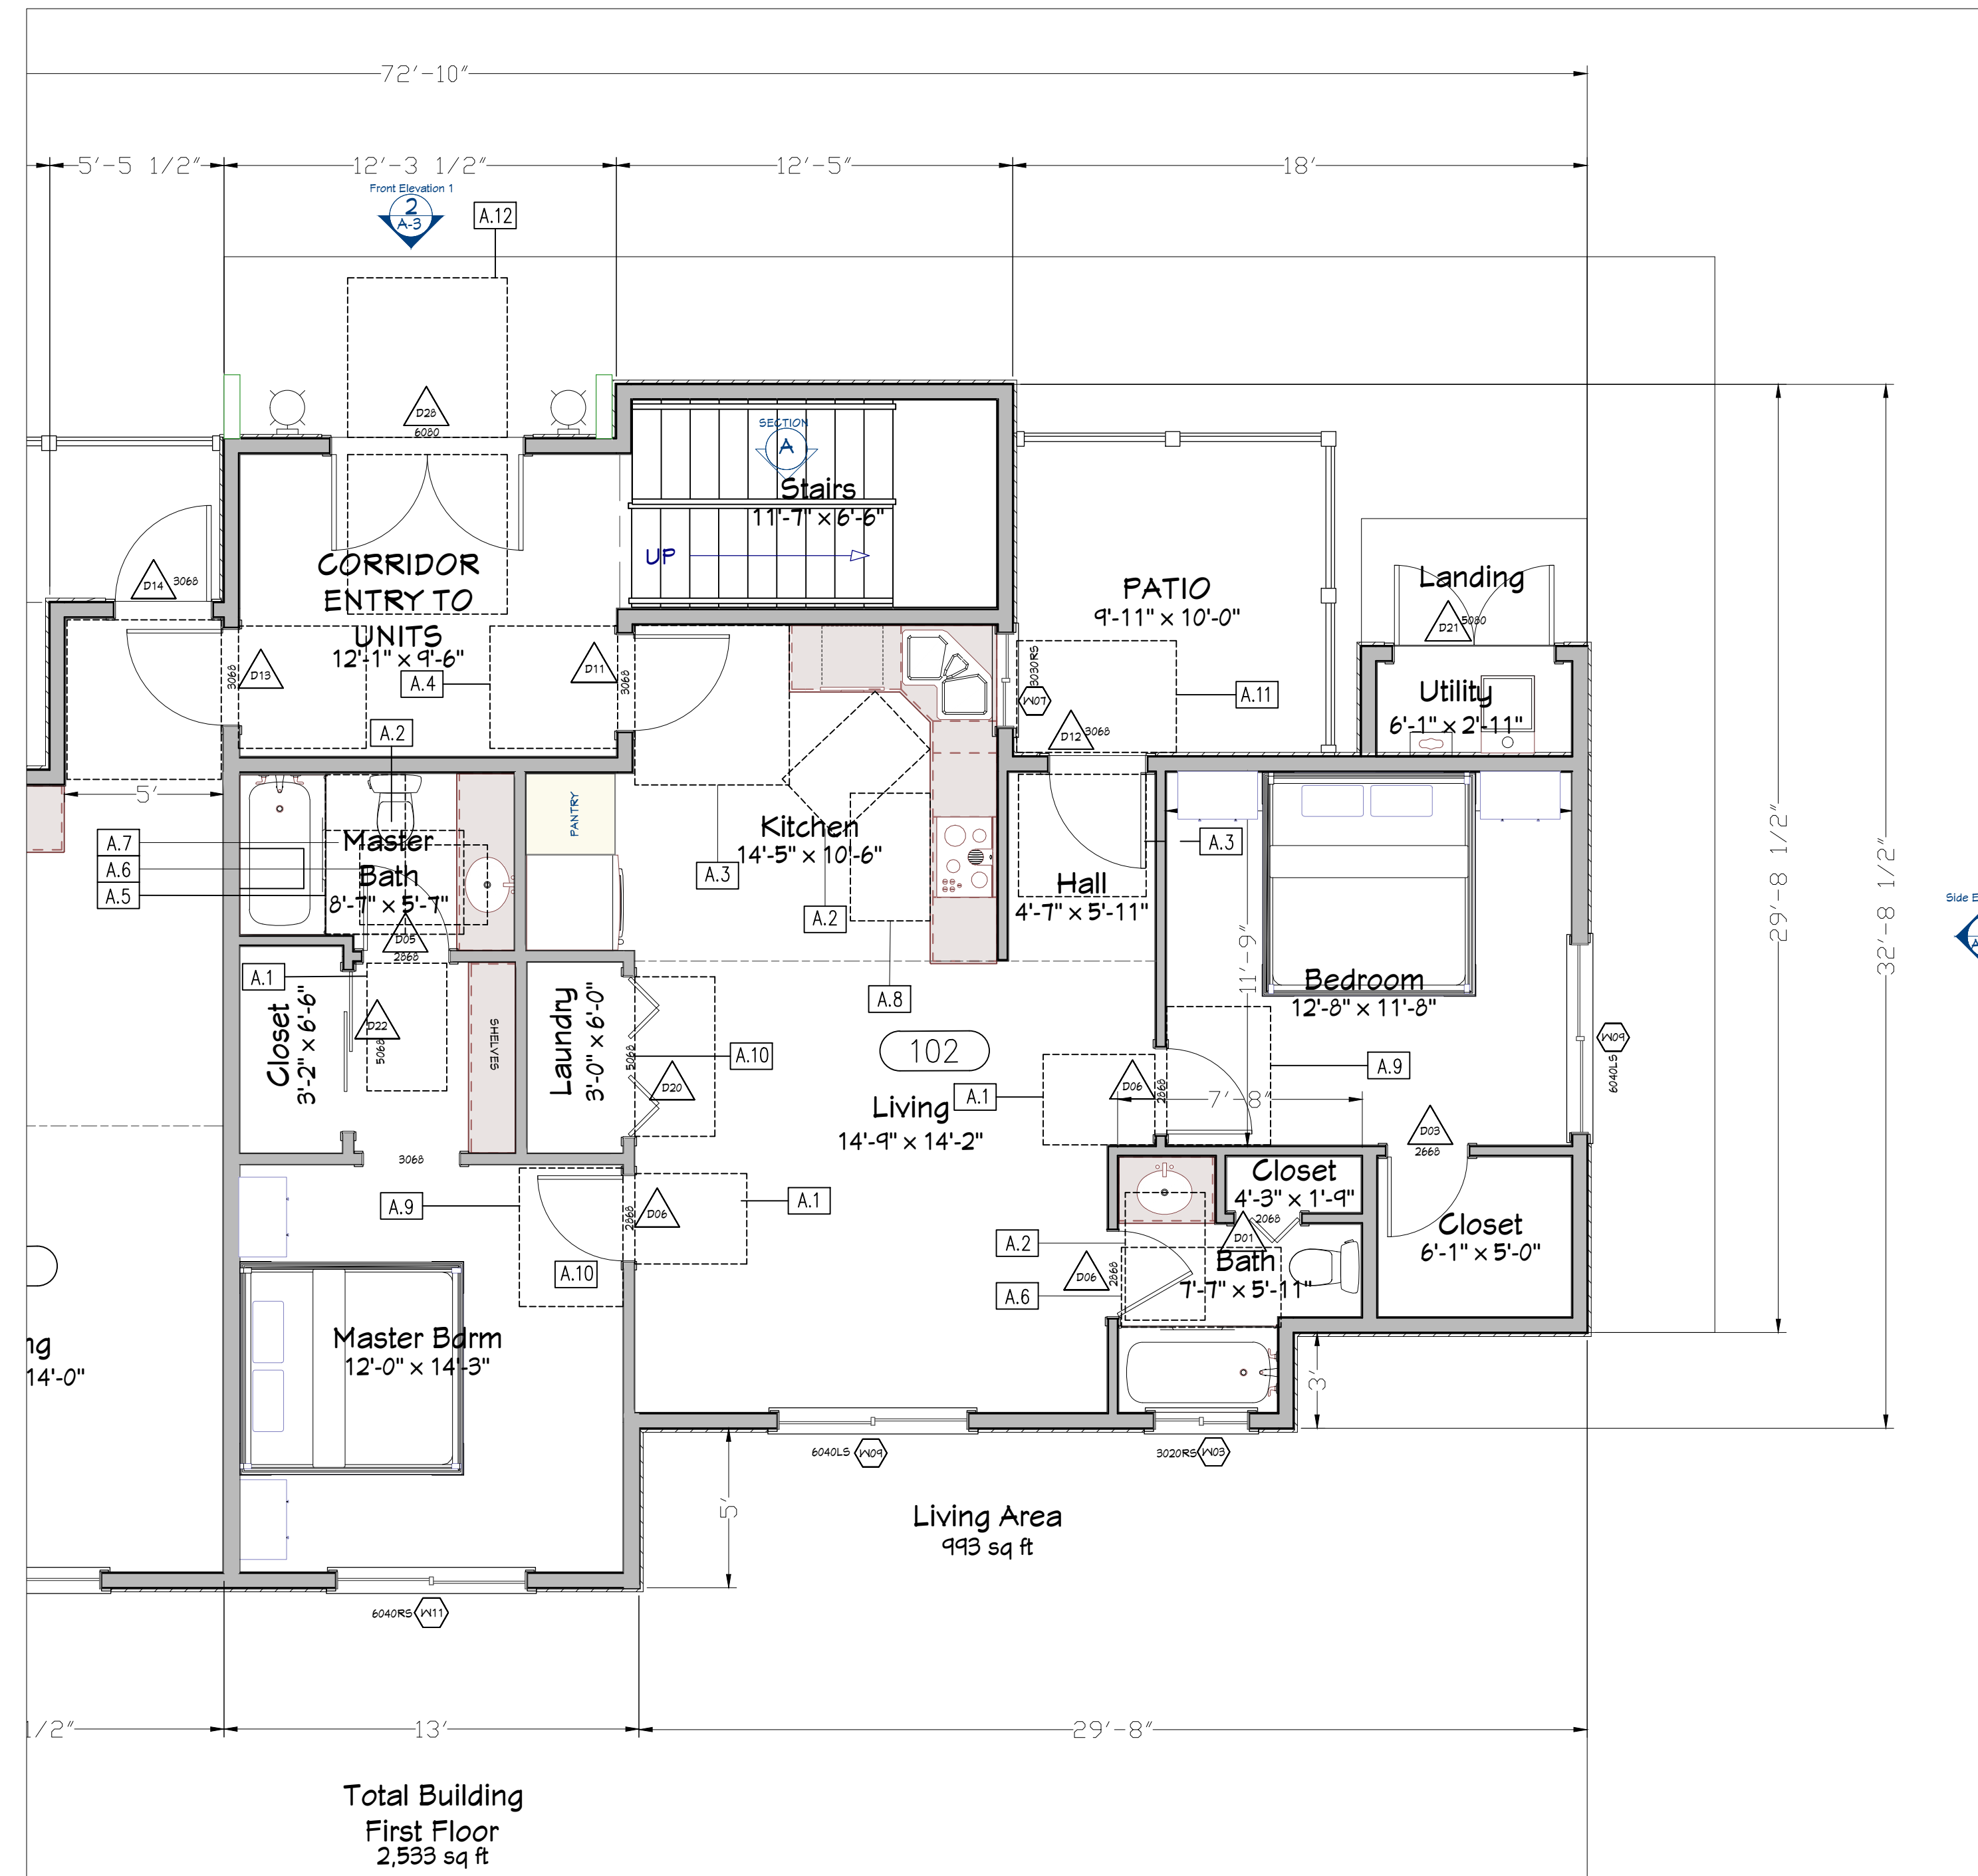 72'-10"
5'-5 1/2"
12'-3 1/2"
12'-5"
18'
Front Elevation 1
2
A-3
A.12
D28
6080
SECTION
A
Stairs
11'-7" x 6'-6"
UP
CORRIDOR
ENTRY TO
UNITS
12'-1" x 9'-6"
D14
3068
PATIO
9'-11" x 10'-0"
Landing
D21
5080
D13
3068
A.4
D11
3068
3030RS
W07
A.11
Utility
6'-1" x 2'-11"
A.2
D12
3068
5'
PANTRY
Kitchen
14'-5" x 10'-6"
A.7
A.6
A.5
Master
Bath
8'-7" x 5'-7"
A.3
A.3
Hall
4'-7" x 5'-11"
A.2
29'-8 1/2"
32'-8 1/2"
Side E
A
D05
2868
A.1
11'-9"
Bedroom
12'-8" x 11'-8"
A.8
Closet
3'-2" x 6'-6"
D22
5068
SHELVES
Laundry
3'-0" x 6'-0"
5068
A.10
D20
102
W09
6040LS
A.9
D06
2868
7'-8"
A.1
Living
14'-9" x 14'-2"
D03
2668
3068
Closet
4'-3" x 1'-9"
A.9
A.1
D06
2868
2068
D01
Closet
6'-1" x 5'-0"
A.2
A.10
D06
2868
Bath
7'-7" x 5'-11"
A.6
ng
14'-0"
Master Bdrm
12'-0" x 14'-3"
3'
6040LS
W09
3020RS
W03
5'
Living Area
993 sq ft
6040RS
W11
1/2"
13'
29'-8"
Total Building
First Floor
2,533 sq ft